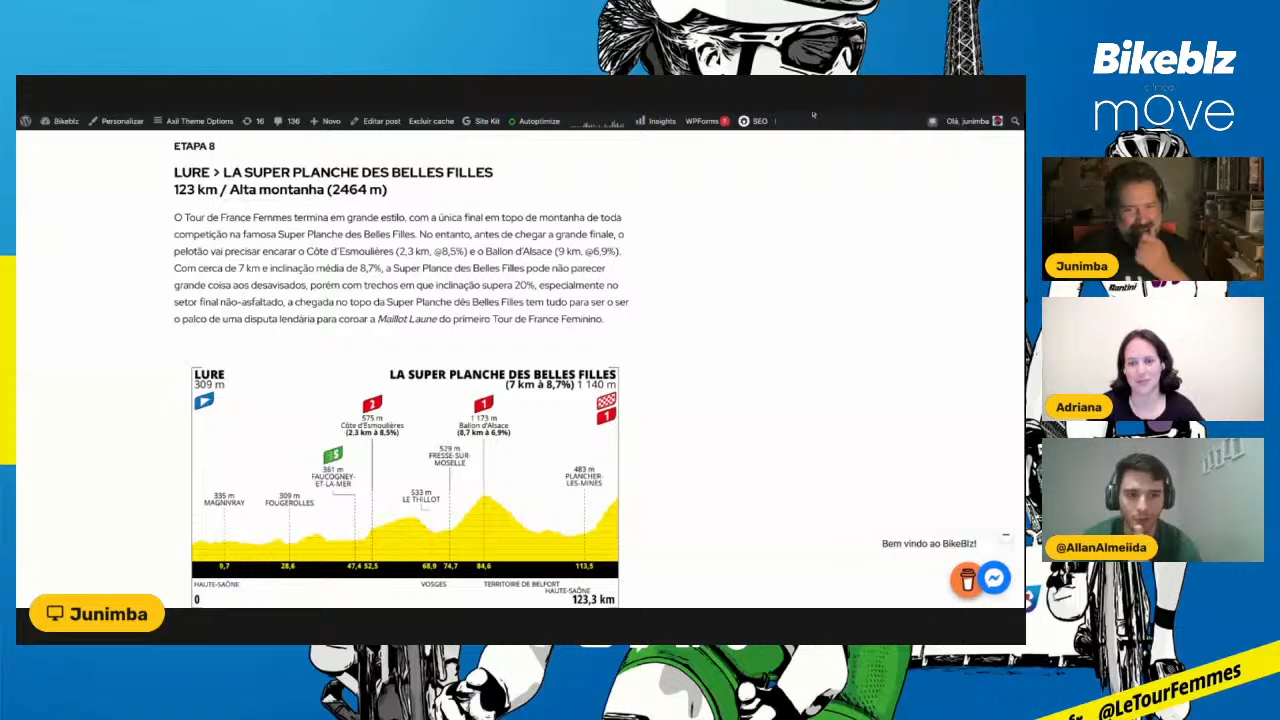 Bikeblz
clínica
mOve
Bikeblz
Personalizar
Axil Theme Options
16
136
Novo
Editar post
Excluir cache
Site Kit
Autoptimize
Insights
WPForms
1
SEO
Olá, junimba
ETAPA 8
LURE > LA SUPER PLANCHE DES BELLES FILLES
123 km / Alta montanha (2464 m)
O Tour de France Femmes termina em grande estilo, com a única final em topo de montanha de toda
competição na famosa Super Planche des Belles Filles. No entanto, antes de chegar a grande finale, o
pelotão vai precisar encarar o Côte d'Esmoulières (2,3 km, @8,5%) e o Ballon d'Alsace (9 km, @6,9%).
Com cerca de 7 km e inclinação média de 8,7%, a Super Plance des Belles Filles pode não parecer
grande coisa aos desavisados, porém com trechos em que inclinação supera 20%, especialmente no
setor final não-asfaltado, a chegada no topo da Super Planche dés Belles Filles tem tudo para ser o ser
o palco de uma disputa lendária para coroar a Maillot Laune do primeiro Tour de France Feminino.
LURE
309 m
LA SUPER PLANCHE DES BELLES FILLES
(7 km à 8,7%) 1 140 m
2
575 m
Côte d'Esmoulières
(2.3 km à 8,5%)
1
1 173 m
Ballon d'Alsace
(8,7 km à 6,9%)
1
S
361 m
FAUCOGNEY-
ET-LA-MER
529 m
FRESSE-SUR-
MOSELLE
483 m
PLANCHER-
LES-MINES
335 m
MAGNIVRAY
309 m
FOUGEROLLES
533 m
LE THILLOT
9,7
28,6
47,4
52,5
68,9
74,7
84,6
113,5
HAUTE-SAÔNE
VOSGES
TERRITOIRE DE BELFORT
HAUTE-SAÔNE
0
123,3 km
Bem vindo ao BikeBlz!
Junimba
Junimba
Rantini
Adriana
@AllanAlmeiida
.fr @LeTourFemmes